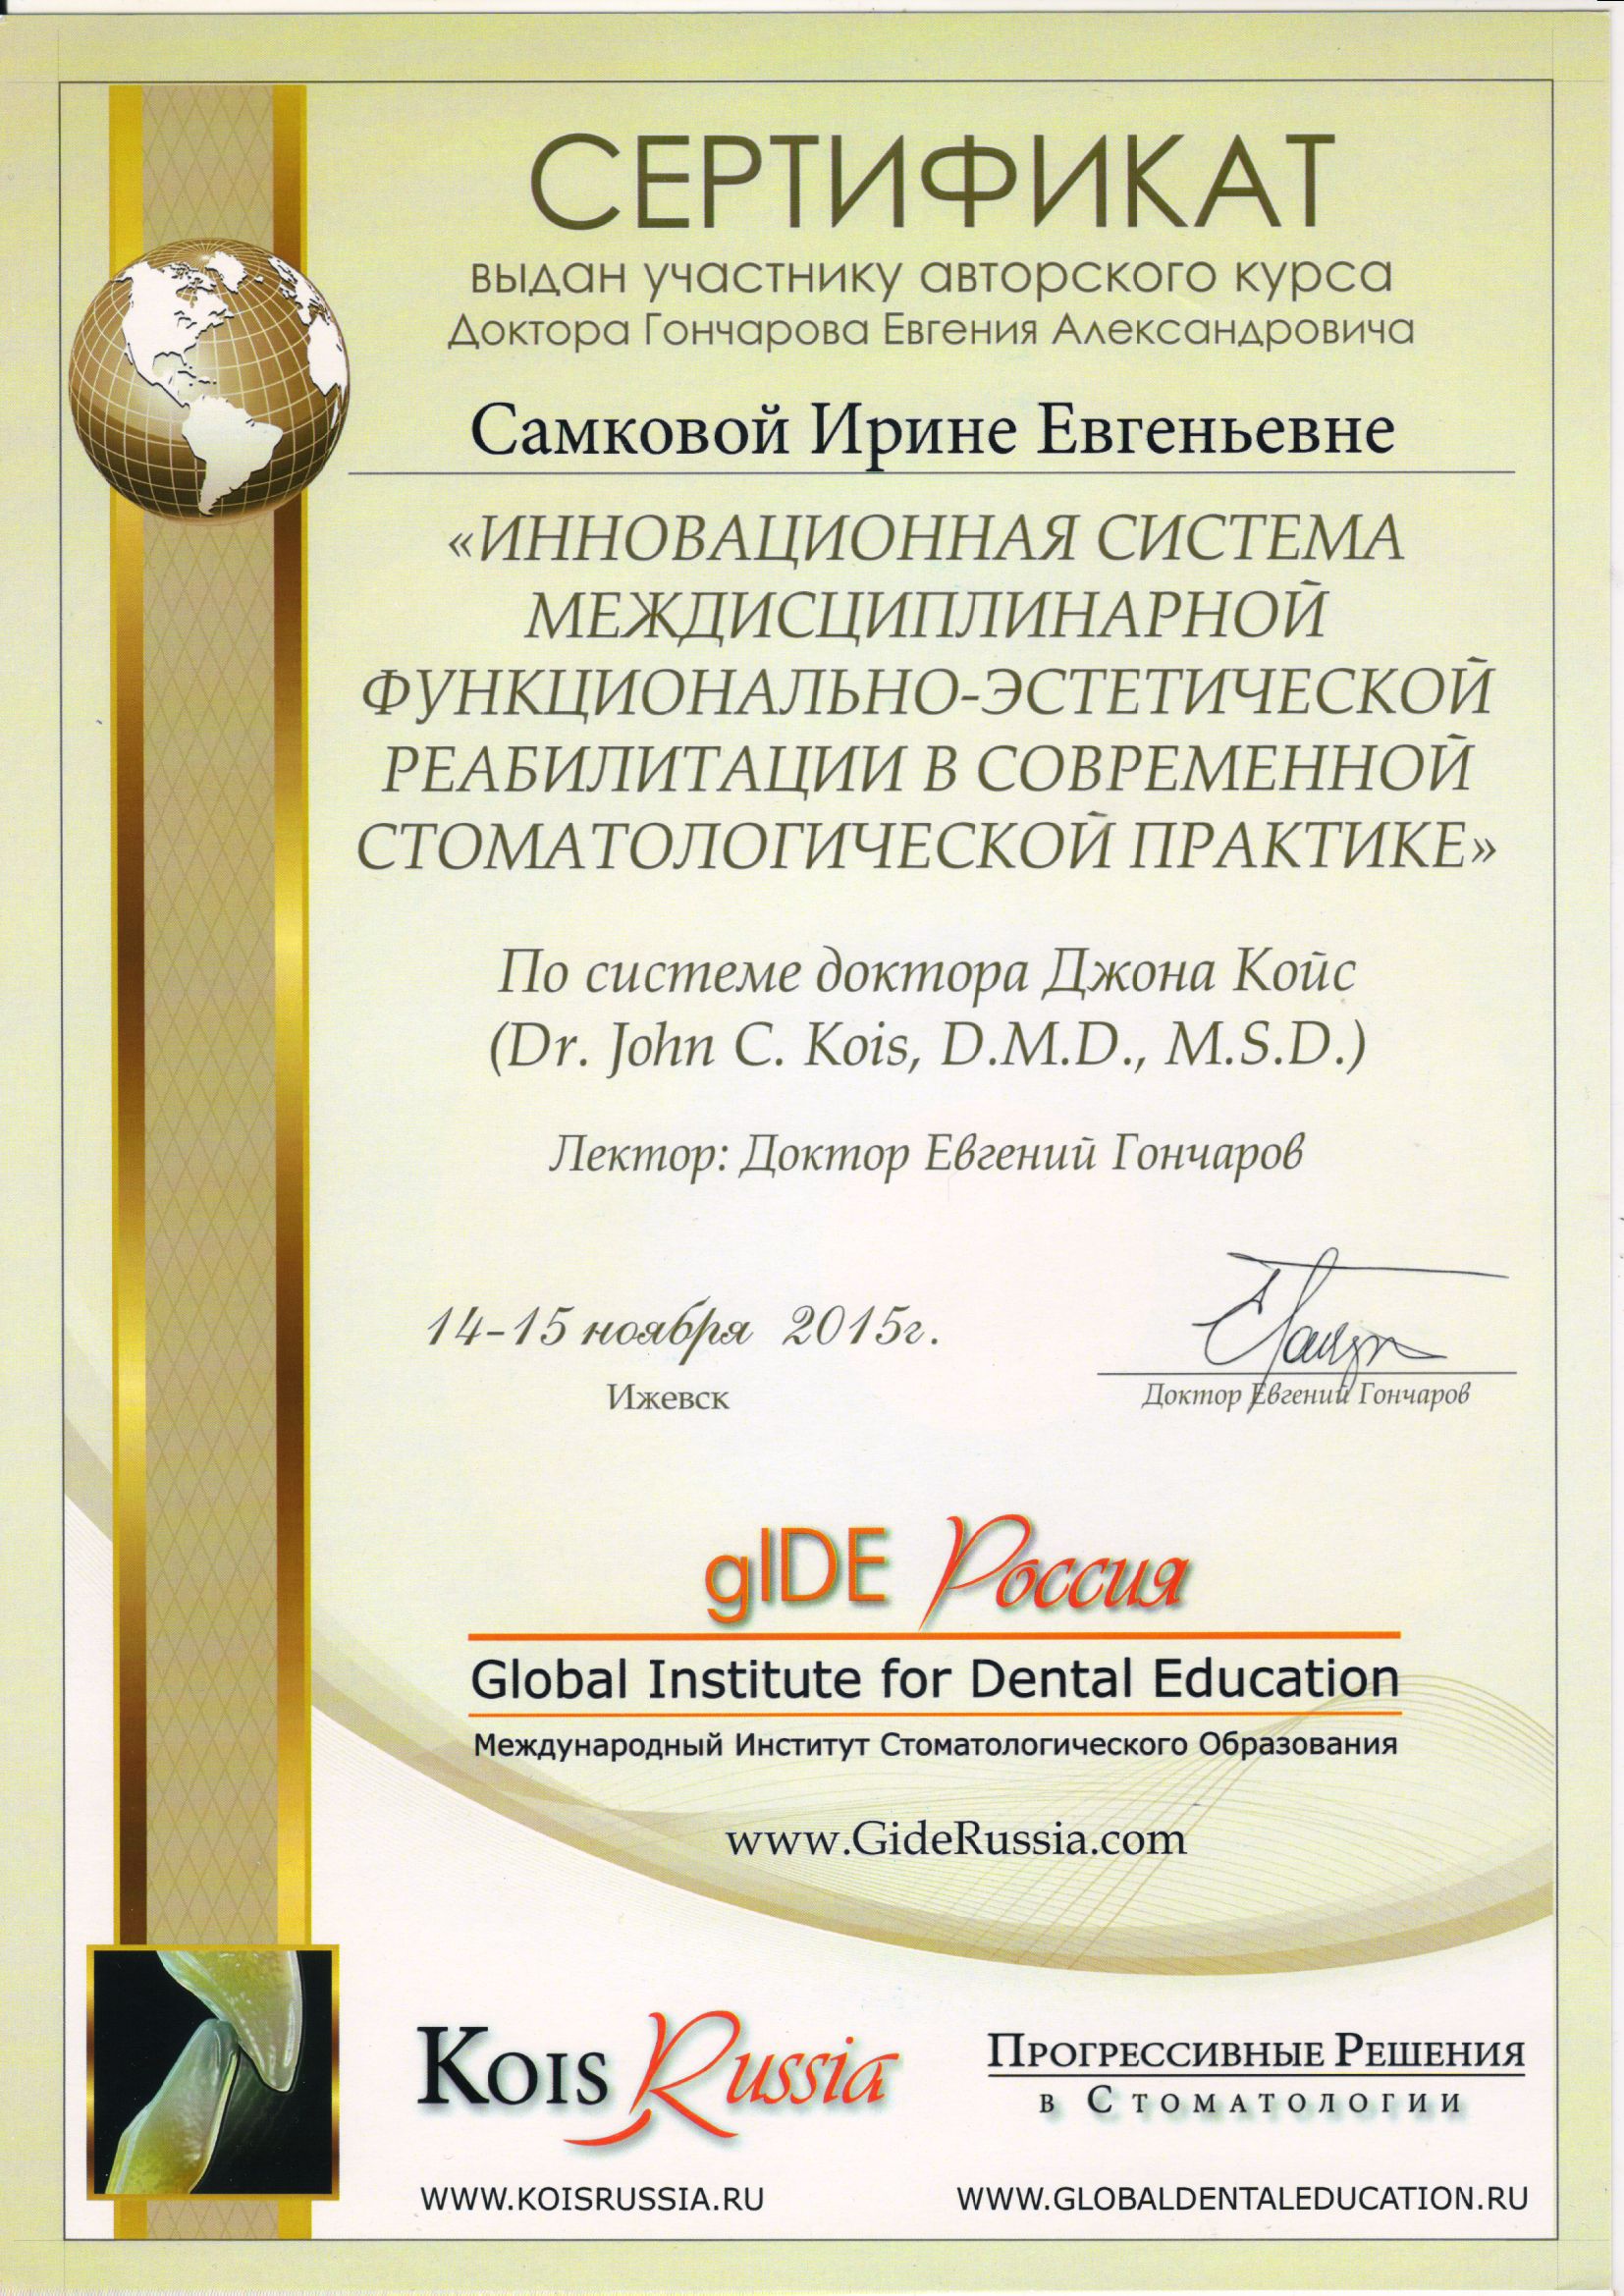 СЕРТИФИКАТ
выдан участнику авторского курса
Доктора Гончарова Евгения Александровича
Самковой Ирине Евгеньевне
«ИННОВАЦИОННАЯ СИСТЕМА
МЕЖДИСЦИПЛИНАРНОЙ
ФУНКЦИОНАЛЬНО-ЭСТЕТИЧЕСКОЙ
РЕАБИЛИТАЦИИ В СОВРЕМЕННОЙ
СТОМАТОЛОГИЧЕСКОЙ ПРАКТИКЕ»
По системе доктора Джона Койс
(Dr. John C. Kois, D.M.D., M.S.D.)
Лектор: Доктор Евгений Гончаров
14-15 ноября 2015г.
Ижевск
Доктор Евгений Гончаров
gIDE Россия
Global Institute for Dental Education
Международный Институт Стоматологического Образования
www.GideRussia.com
Kois Russia
Прогрессивные Решения
в Стоматологии
WWW.KOISRUSSIA.RU
WWW.GLOBALDENTALEDUCATION.RU